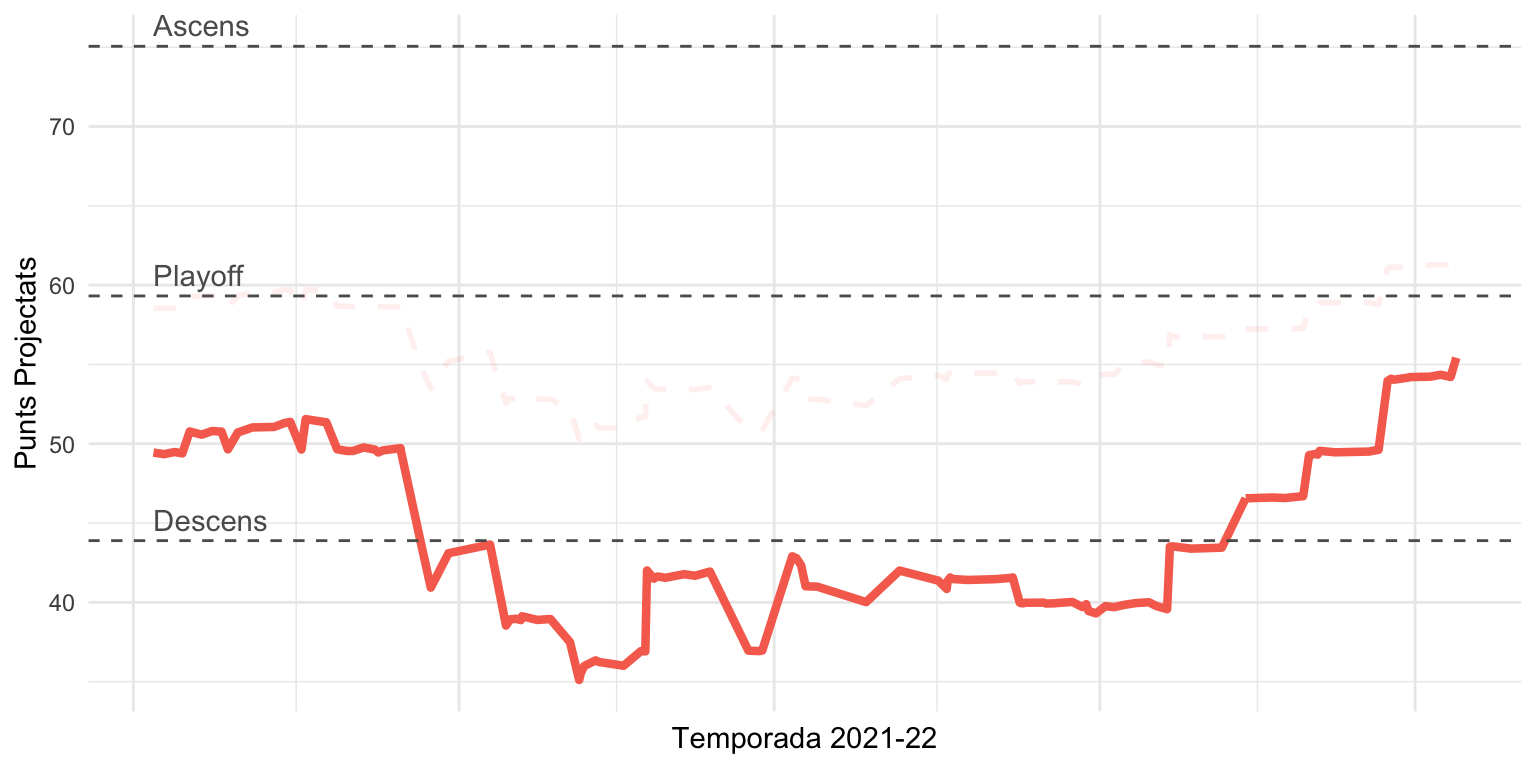 Ascens
70
Playoff
60
Punts Projectats
50
Descens
40
Temporada 2021-22